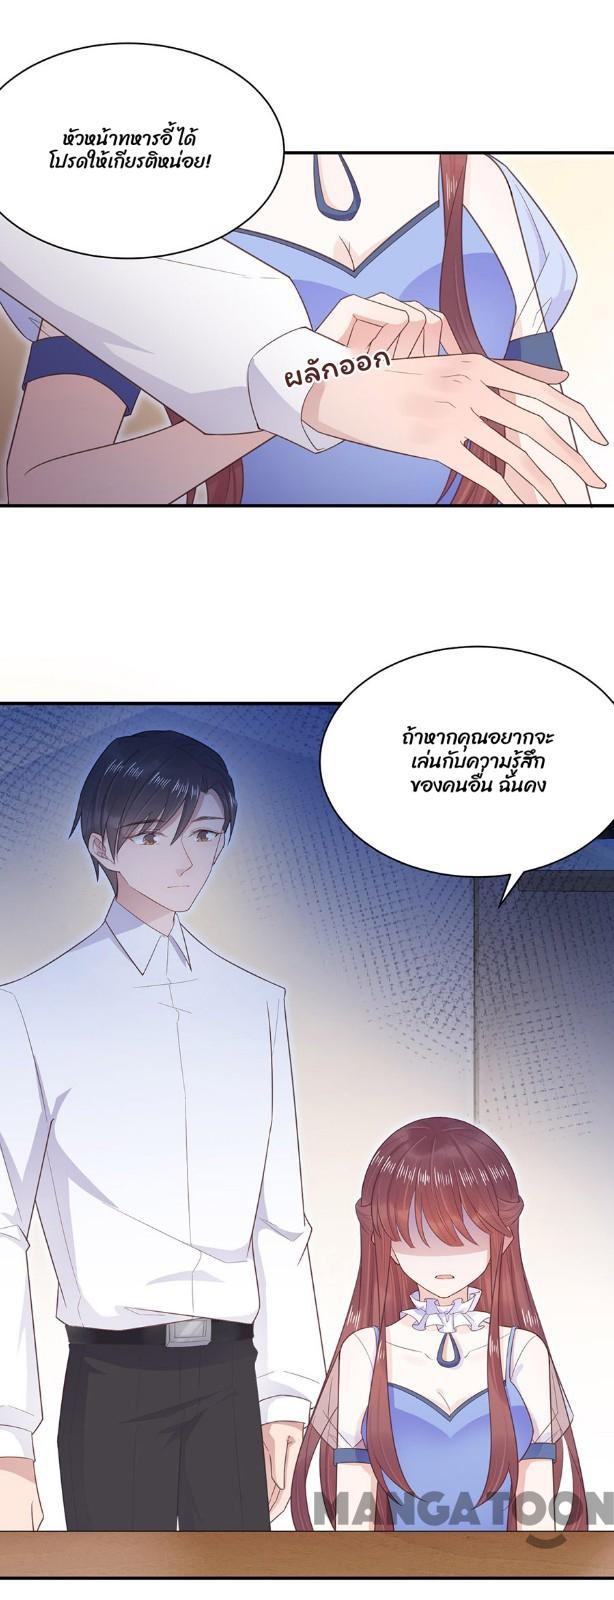 หัวหน้าทหารอี้ ได้
โปรดให้เกียรติหน่อย!
ผลักออก
ถ้าหากคุณอยากจะ
เล่นกับความรู้สึก
ของคนอื่น ฉันคง
MANGATOON